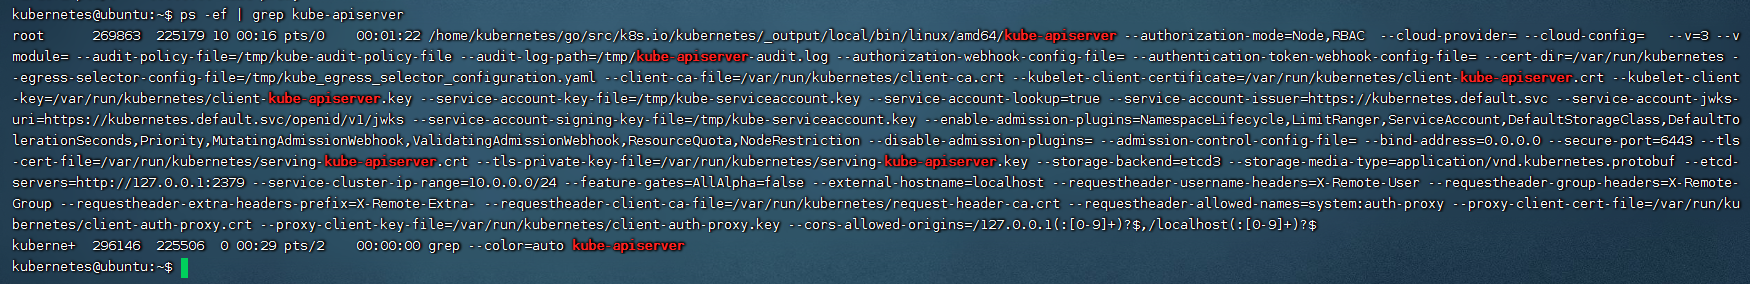 kubernetes@ubuntu:~$ ps -ef | grep kube-apiserver
root      269863  225179 10 00:16 pts/0    00:01:22 /home/kubernetes/go/src/k8s.io/kubernetes/_output/local/bin/linux/amd64/kube-apiserver --authorization-mode=Node,RBAC  --cloud-provider= --cloud-config=   --v=3 --v
module= --audit-policy-file=/tmp/kube-audit-policy-file --audit-log-path=/tmp/kube-apiserver-audit.log --authorization-webhook-config-file= --authentication-token-webhook-config-file= --cert-dir=/var/run/kubernetes -
-egress-selector-config-file=/tmp/kube_egress_selector_configuration.yaml --client-ca-file=/var/run/kubernetes/client-ca.crt --kubelet-client-certificate=/var/run/kubernetes/client-kube-apiserver.crt --kubelet-client
-key=/var/run/kubernetes/client-kube-apiserver.key --service-account-key-file=/tmp/kube-serviceaccount.key --service-account-lookup=true --service-account-issuer=https://kubernetes.default.svc --service-account-jwks-
uri=https://kubernetes.default.svc/openid/v1/jwks --service-account-signing-key-file=/tmp/kube-serviceaccount.key --enable-admission-plugins=NamespaceLifecycle,LimitRanger,ServiceAccount,DefaultStorageClass,DefaultTo
lerationSeconds,Priority,MutatingAdmissionWebhook,ValidatingAdmissionWebhook,ResourceQuota,NodeRestriction --disable-admission-plugins= --admission-control-config-file= --bind-address=0.0.0.0 --secure-port=6443 --tls
-cert-file=/var/run/kubernetes/serving-kube-apiserver.crt --tls-private-key-file=/var/run/kubernetes/serving-kube-apiserver.key --storage-backend=etcd3 --storage-media-type=application/vnd.kubernetes.protobuf --etcd-
servers=http://127.0.0.1:2379 --service-cluster-ip-range=10.0.0.0/24 --feature-gates=AllAlpha=false --external-hostname=localhost --requestheader-username-headers=X-Remote-User --requestheader-group-headers=X-Remote-
Group --requestheader-extra-headers-prefix=X-Remote-Extra- --requestheader-client-ca-file=/var/run/kubernetes/request-header-ca.crt --requestheader-allowed-names=system:auth-proxy --proxy-client-cert-file=/var/run/ku
bernetes/client-auth-proxy.crt --proxy-client-key-file=/var/run/kubernetes/client-auth-proxy.key --cors-allowed-origins=/127.0.0.1(:[0-9]+)?$,/localhost(:[0-9]+)?$
kuberne+  296146  225506  0 00:29 pts/2    00:00:00 grep --color=auto kube-apiserver
kubernetes@ubuntu:~$